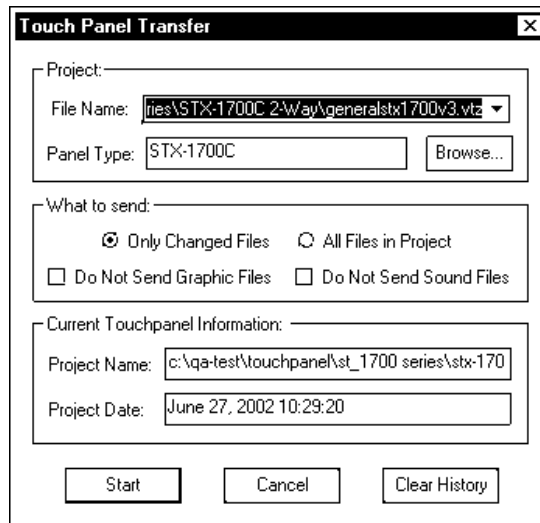 Touch Panel Transfer
Project:
File Name: ries\STX-1700C 2-Way\generalstx1700v3.vtz
Panel Type: STX-1700C Browse...
What to send:
Only Changed Files All Files in Project
Do Not Send Graphic Files Do Not Send Sound Files
Current Touchpanel Information:
Project Name: c:\qa-test\touchpanel\st_1700 series\stx-170
Project Date: June 27, 2002 10:29:20
Start Cancel Clear History